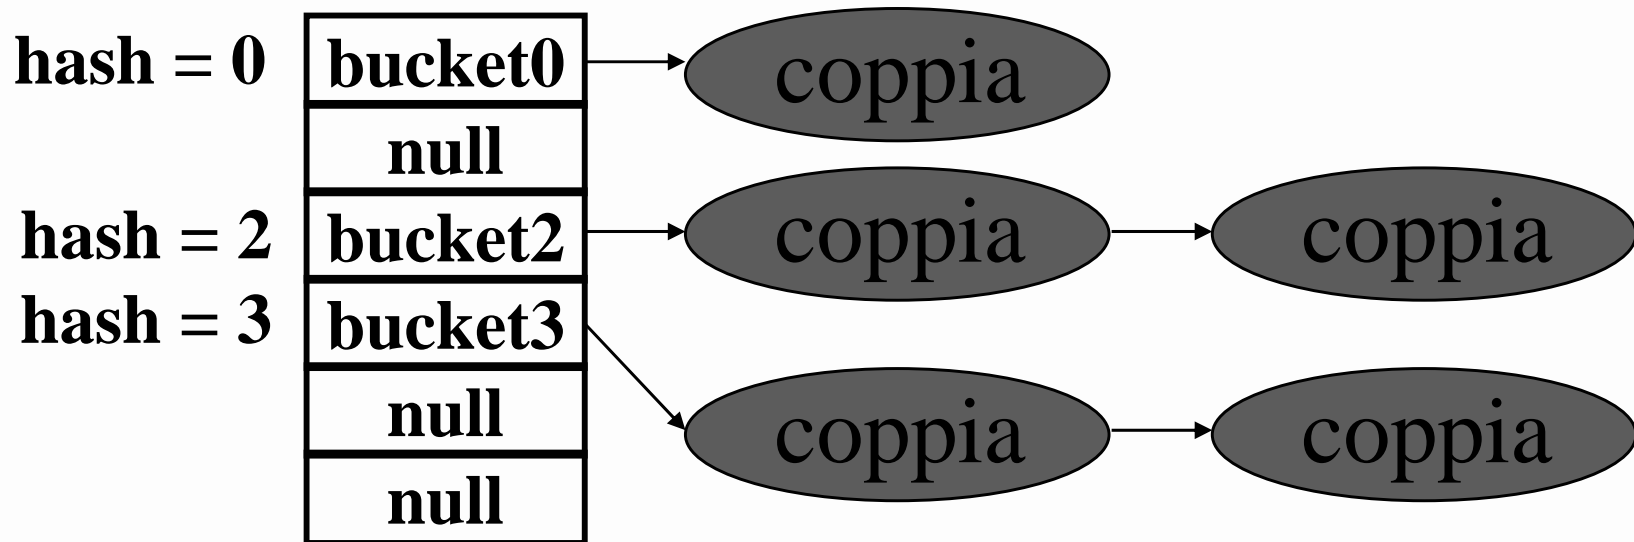 hash = 0 bucket0 coppia
null
hash = 2 bucket2 coppia coppia
hash = 3 bucket3
null coppia coppia
null